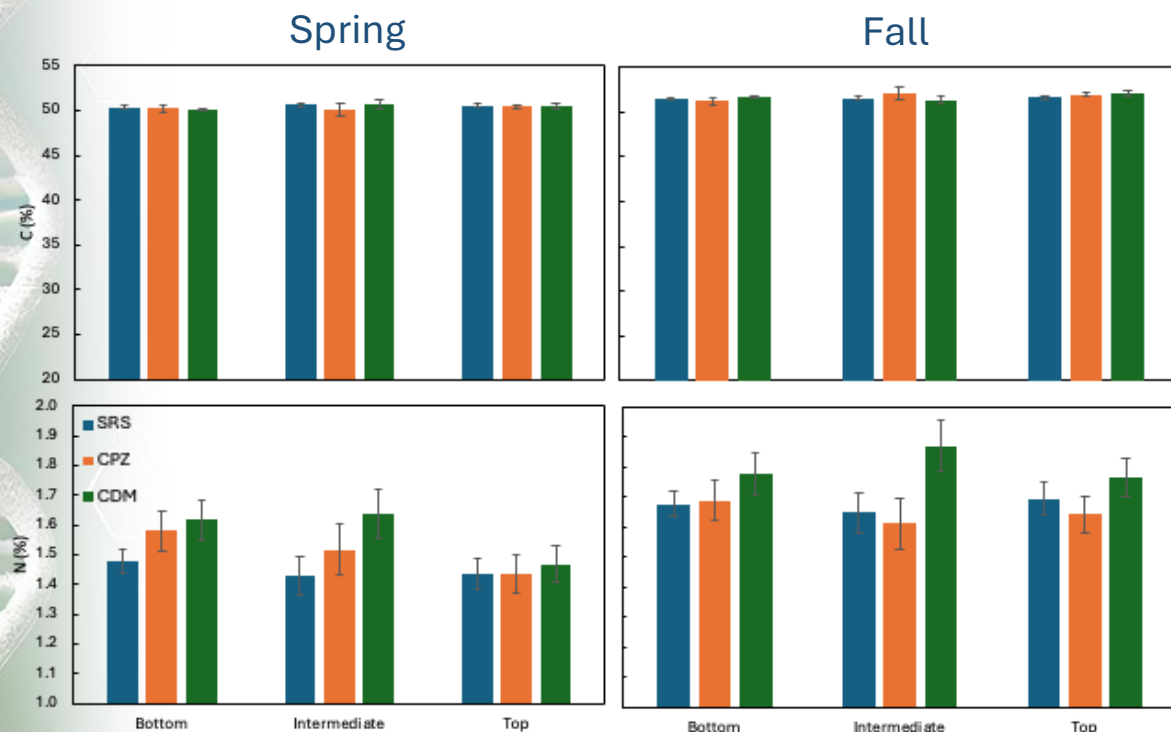 Spring
Fall
C (%)
55
50
45
40
35
30
25
20
N (%)
2.0
1.9
1.8
1.7
1.6
1.5
1.4
1.3
1.2
1.1
1.0
SRS
CPZ
CDM
Bottom Intermediate Top
Bottom Intermediate Top